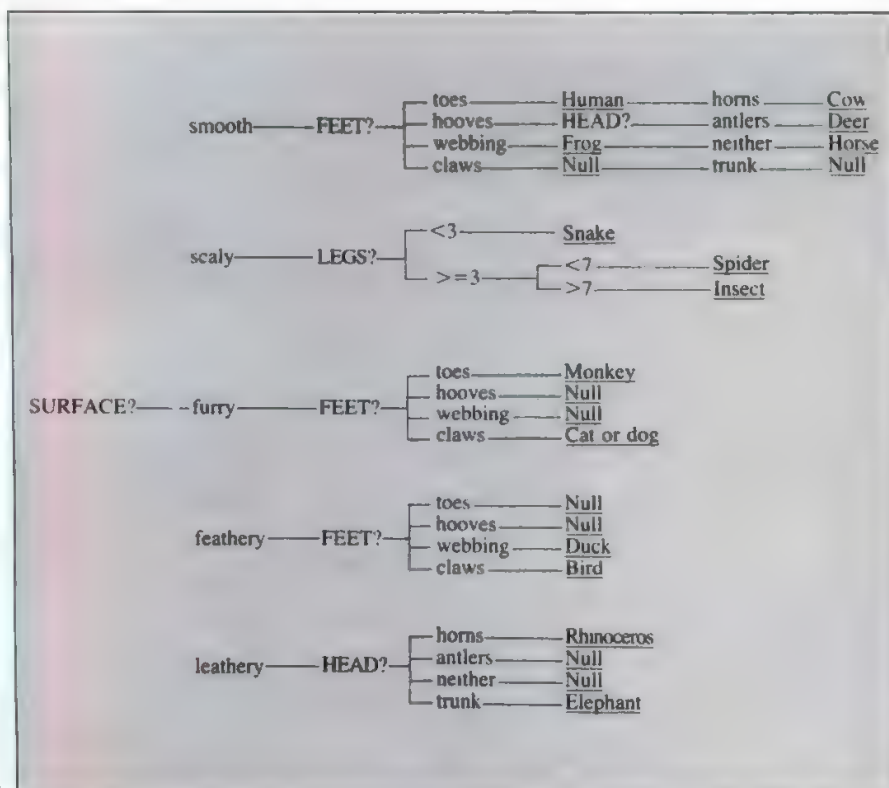 toes Human horns Cow
smooth FEET? hooves HEAD? antlers Deer
webbing Frog neither Horse
claws Null trunk Null
<3 Snake
scaly LEGS?
>=3 <7 Spider
>7 Insect
toes Monkey
hooves Null
SURFACE? furry FEET? webbing Null
claws Cat or dog
toes Null
hooves Null
feathery FEET? webbing Duck
claws Bird
horns Rhinoceros
antlers Null
leathery HEAD? neither Null
trunk Elephant